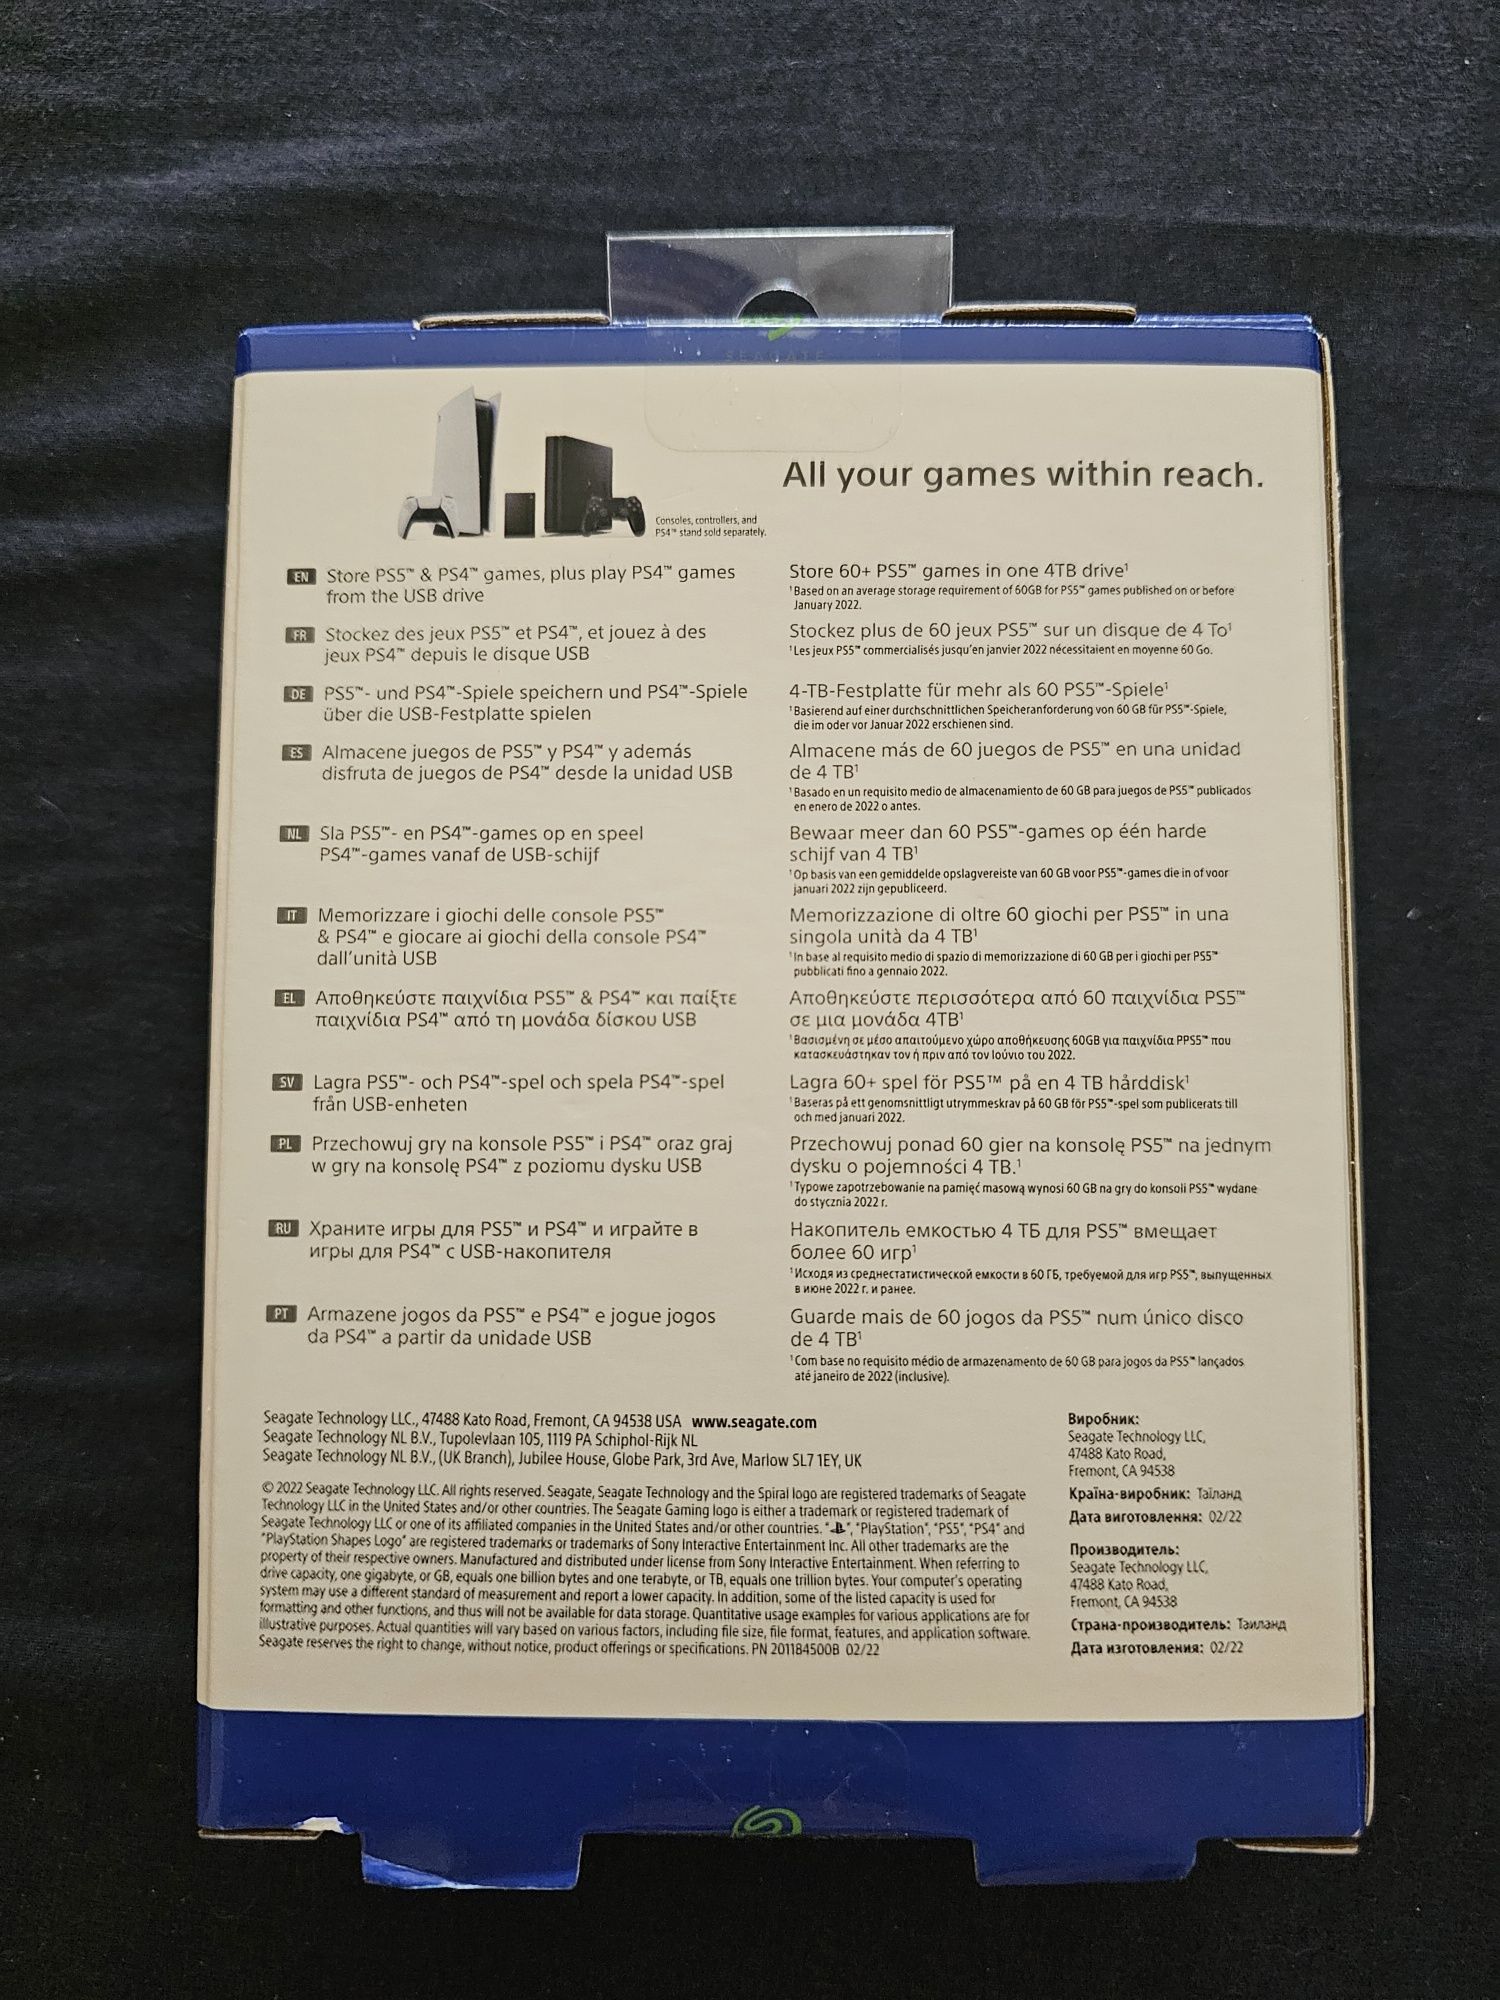 SEAGATE
All your games within reach.
Consoles, controllers, and
PS4™ stand sold separately.
EN Store PS5™ & PS4™ games, plus play PS4™ games
from the USB drive
Store 60+ PS5™ games in one 4TB drive¹
¹Based on an average storage requirement of 60GB for PS5™ games published on or before
January 2022.
FR Stockez des jeux PS5™ et PS4™, et jouez à des
jeux PS4™ depuis le disque USB
Stockez plus de 60 jeux PS5™ sur un disque de 4 To¹
¹Les jeux PS5™ commercialisés jusqu'en janvier 2022 nécessitaient en moyenne 60 Go.
DE PS5™- und PS4™-Spiele speichern und PS4™-Spiele
über die USB-Festplatte spielen
4-TB-Festplatte für mehr als 60 PS5™-Spiele¹
¹Basierend auf einer durchschnittlichen Speicheranforderung von 60 GB für PS5™-Spiele,
die im oder vor Januar 2022 erschienen sind.
ES Almacene juegos de PS5™ y PS4™ y además
disfruta de juegos de PS4™ desde la unidad USB
Almacene más de 60 juegos de PS5™ en una unidad
de 4 TB¹
¹Basado en un requisito medio de almacenamiento de 60 GB para juegos de PS5™ publicados
en enero de 2022 o antes.
NL Sla PS5™- en PS4™-games op en speel
PS4™-games vanaf de USB-schijf
Bewaar meer dan 60 PS5™-games op één harde
schijf van 4 TB¹
¹Op basis van een gemiddelde opslagvereiste van 60 GB voor PS5™-games die in of voor
januari 2022 zijn gepubliceerd.
IT Memorizzare i giochi delle console PS5™
& PS4™ e giocare ai giochi della console PS4™
dall'unità USB
Memorizzazione di oltre 60 giochi per PS5™ in una
singola unità da 4 TB¹
¹In base al requisito medio di spazio di memorizzazione di 60 GB per i giochi per PS5™
pubblicati fino a gennaio 2022.
EL Αποθηκεύστε παιχνίδια PS5™ & PS4™ και παίξτε
παιχνίδια PS4™ από τη μονάδα δίσκου USB
Αποθηκεύστε περισσότερα από 60 παιχνίδια PS5™
σε μια μονάδα 4TB¹
¹Βασισμένη σε μέσο απαιτούμενο χώρο αποθήκευσης 60GB για παιχνίδια PPS5™ που
κατασκευάστηκαν τον ή πριν από τον Ιούνιο του 2022.
SV Lagra PS5™- och PS4™-spel och spela PS4™-spel
från USB-enheten
Lagra 60+ spel för PS5™ på en 4 TB hårddisk¹
¹Baseras på ett genomsnittligt utrymmeskrav på 60 GB för PS5™-spel som publicerats till
och med januari 2022.
PL Przechowuj gry na konsole PS5™ i PS4™ oraz graj
w gry na konsolę PS4™ z poziomu dysku USB
Przechowuj ponad 60 gier na konsolę PS5™ na jednym
dysku o pojemności 4 TB.¹
¹Typowe zapotrzebowanie na pamięć masową wynosi 60 GB na gry do konsoli PS5™ wydane
do stycznia 2022 r.
RU Храните игры для PS5™ и PS4™ и играйте в
игры для PS4™ с USB-накопителя
Накопитель емкостью 4 ТБ для PS5™ вмещает
более 60 игр¹
¹Исходя из среднестатистической емкости в 60 ГБ, требуемой для игр PS5™, выпущенных
в июне 2022 г. и ранее.
PT Armazene jogos da PS5™ e PS4™ e jogue jogos
da PS4™ a partir da unidade USB
Guarde mais de 60 jogos da PS5™ num único disco
de 4 TB¹
¹Com base no requisito médio de armazenamento de 60 GB para jogos da PS5™ lançados
até janeiro de 2022 (inclusive).
Seagate Technology LLC., 47488 Kato Road, Fremont, CA 94538 USA www.seagate.com
Seagate Technology NL B.V., Tupolevlaan 105, 1119 PA Schiphol-Rijk NL
Seagate Technology NL B.V., (UK Branch), Jubilee House, Globe Park, 3rd Ave, Marlow SL7 1EY, UK
© 2022 Seagate Technology LLC. All rights reserved. Seagate, Seagate Technology and the Spiral logo are registered trademarks of Seagate
Technology LLC in the United States and/or other countries. The Seagate Gaming logo is either a trademark or registered trademark of
Seagate Technology LLC or one of its affiliated companies in the United States and/or other countries. "", "PlayStation", "PS5", "PS4" and
"PlayStation Shapes Logo" are registered trademarks or trademarks of Sony Interactive Entertainment Inc. All other trademarks are the
property of their respective owners. Manufactured and distributed under license from Sony Interactive Entertainment. When referring to
drive capacity, one gigabyte, or GB, equals one billion bytes and one terabyte, or TB, equals one trillion bytes. Your computer's operating
system may use a different standard of measurement and report a lower capacity. In addition, some of the listed capacity is used for
formatting and other functions, and thus will not be available for data storage. Quantitative usage examples for various applications are for
illustrative purposes. Actual quantities will vary based on various factors, including file size, file format, features, and application software.
Seagate reserves the right to change, without notice, product offerings or specifications. PN 201184500B 02/22
Виробник:
Seagate Technology LLC,
47488 Kato Road,
Fremont, CA 94538
Країна-виробник: Таїланд
Дата виготовлення: 02/22
Производитель:
Seagate Technology LLC,
47488 Kato Road,
Fremont, CA 94538
Страна-производитель: Таиланд
Дата изготовления: 02/22